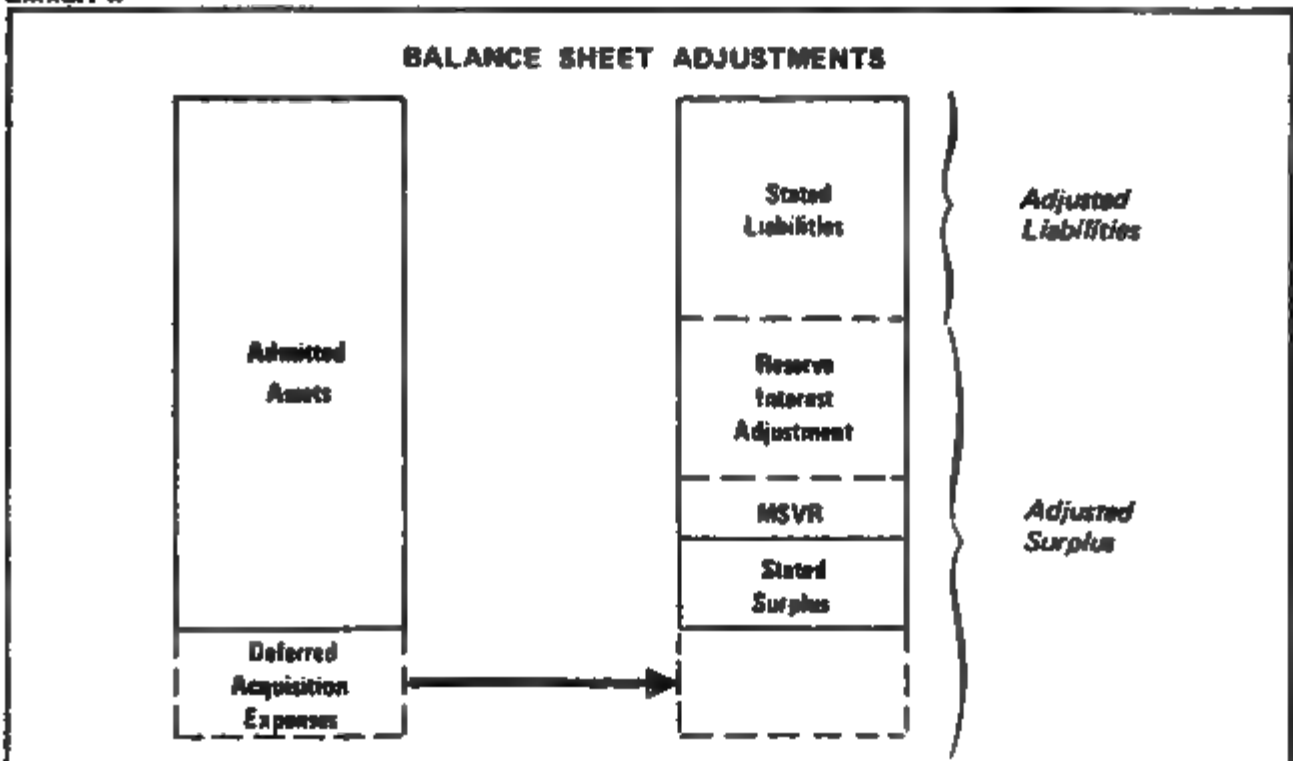 BALANCE SHEET ADJUSTMENTS
Admitted
Assets
Deferred
Acquisition
Expenses
Stated
Liabilities
Reserve
Interest
Adjustment
MSVR
Stated
Surplus
Adjusted
Liabilities
Adjusted
Surplus